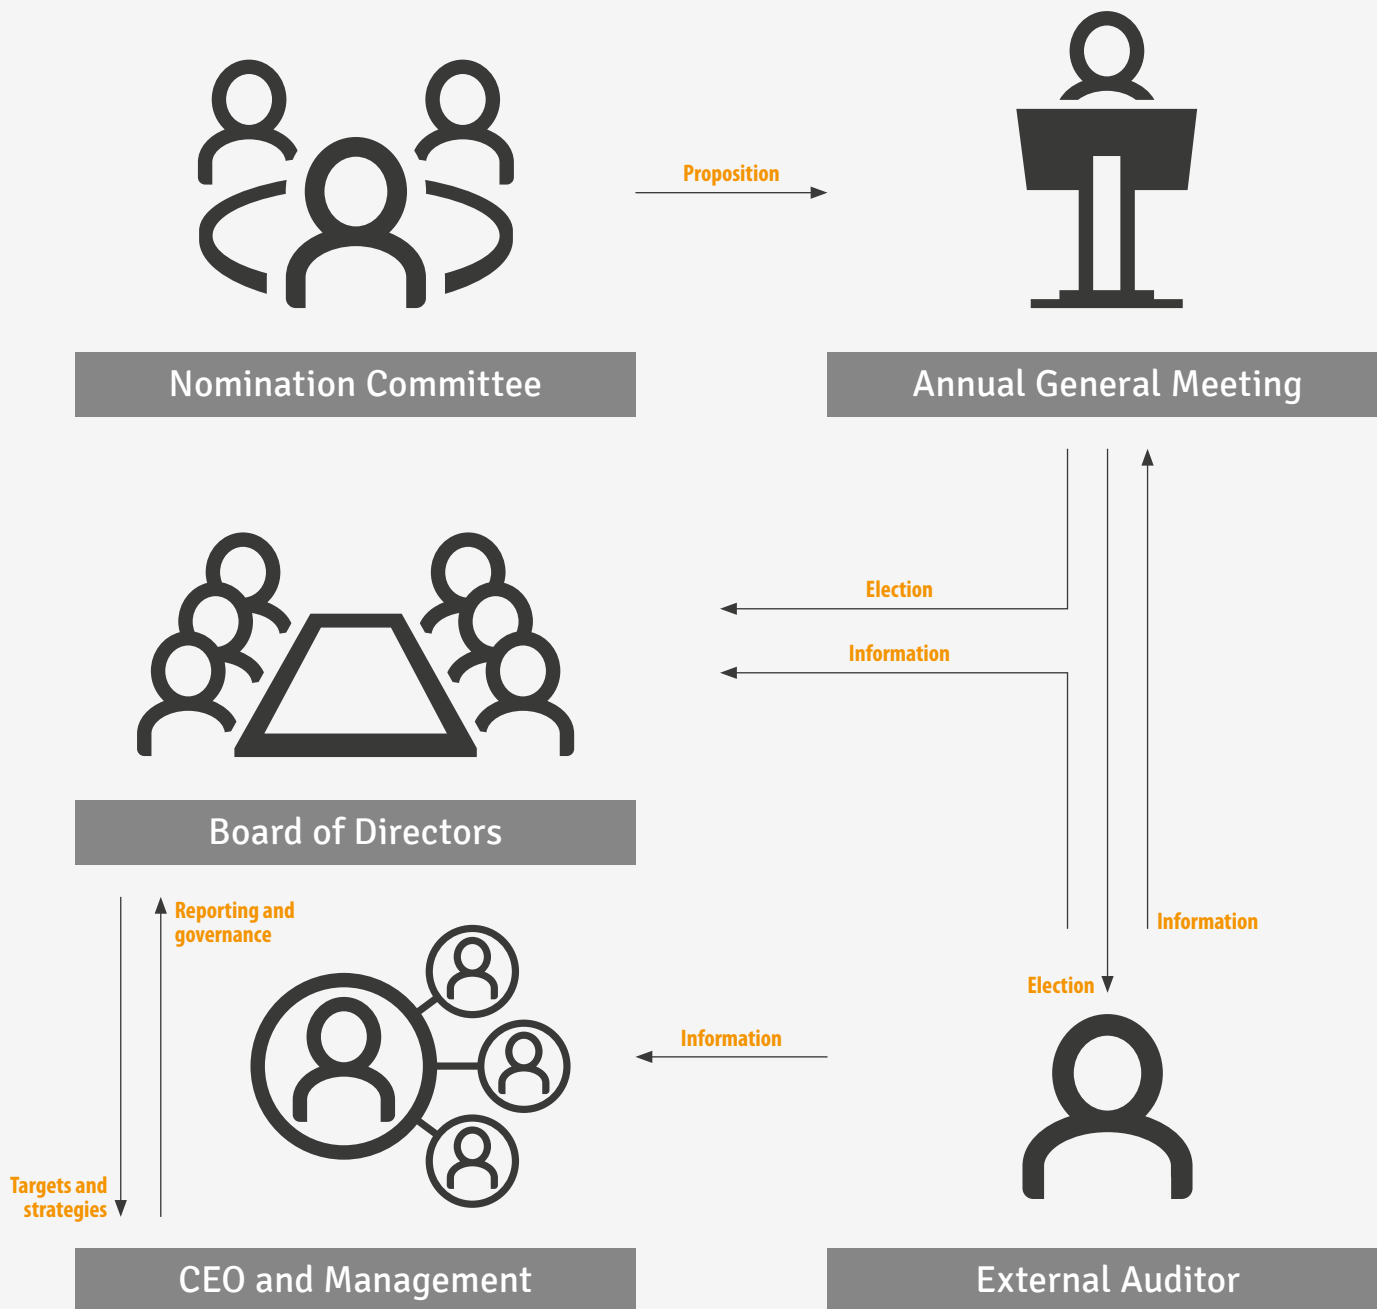 Proposition
Nomination Committee
Annual General Meeting
Election
Information
Board of Directors
Reporting and
governance
Information
Election
Information
Targets and
strategies
CEO and Management
External Auditor